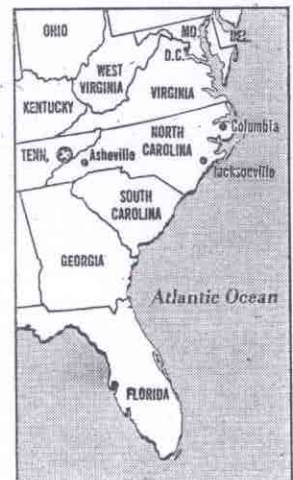 OHIO
MD.
DEL.
D.C.
WEST
VIRGINIA
KENTUCKY
VIRGINIA
NORTH
CAROLINA
Columbia
TENN.
Asheville
Jacksonville
SOUTH
CAROLINA
GEORGIA
Atlantic Ocean
FLORIDA